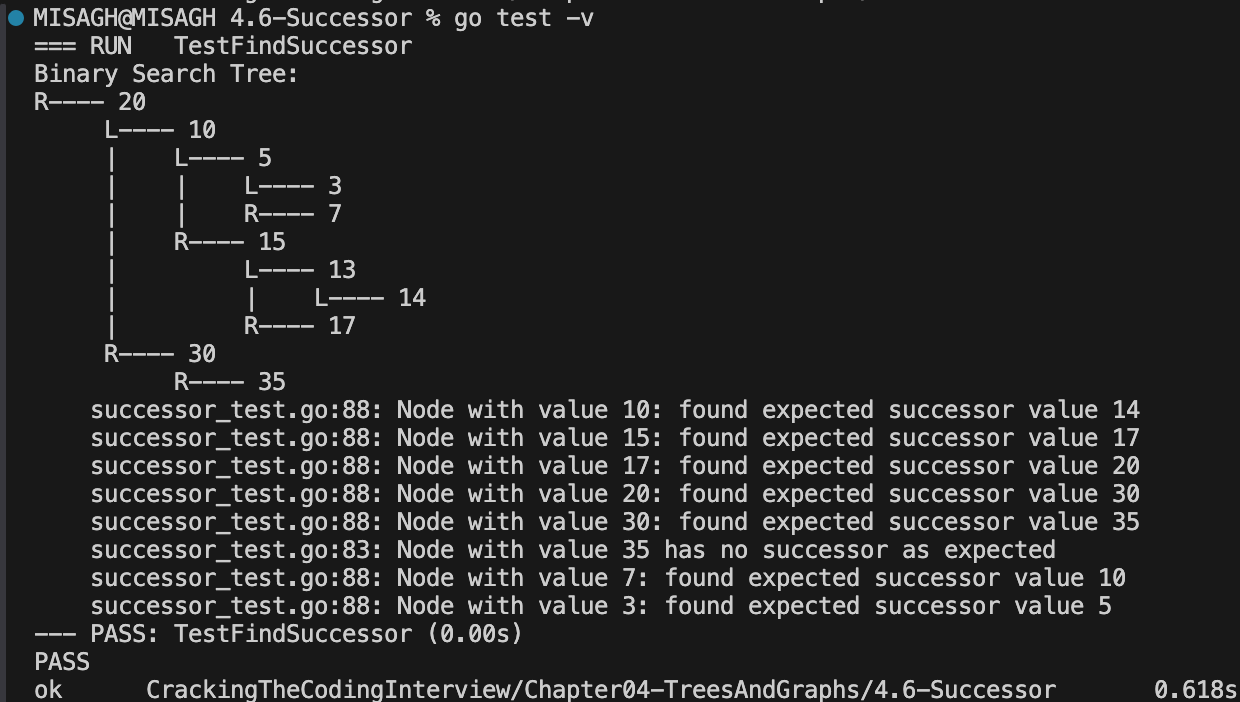 MISAGH@MISAGH 4.6-Successor % go test -v
=== RUN   TestFindSuccessor
Binary Search Tree:
R---- 20
     L---- 10
     |    L---- 5
     |    |    L---- 3
     |    |    R---- 7
     |    R---- 15
     |         L---- 13
     |         |    L---- 14
     |         R---- 17
     R---- 30
          R---- 35
    successor_test.go:88: Node with value 10: found expected successor value 14
    successor_test.go:88: Node with value 15: found expected successor value 17
    successor_test.go:88: Node with value 17: found expected successor value 20
    successor_test.go:88: Node with value 20: found expected successor value 30
    successor_test.go:88: Node with value 30: found expected successor value 35
    successor_test.go:83: Node with value 35 has no successor as expected
    successor_test.go:88: Node with value 7: found expected successor value 10
    successor_test.go:88: Node with value 3: found expected successor value 5
--- PASS: TestFindSuccessor (0.00s)
PASS
ok      CrackingTheCodingInterview/Chapter04-TreesAndGraphs/4.6-Successor       0.618s